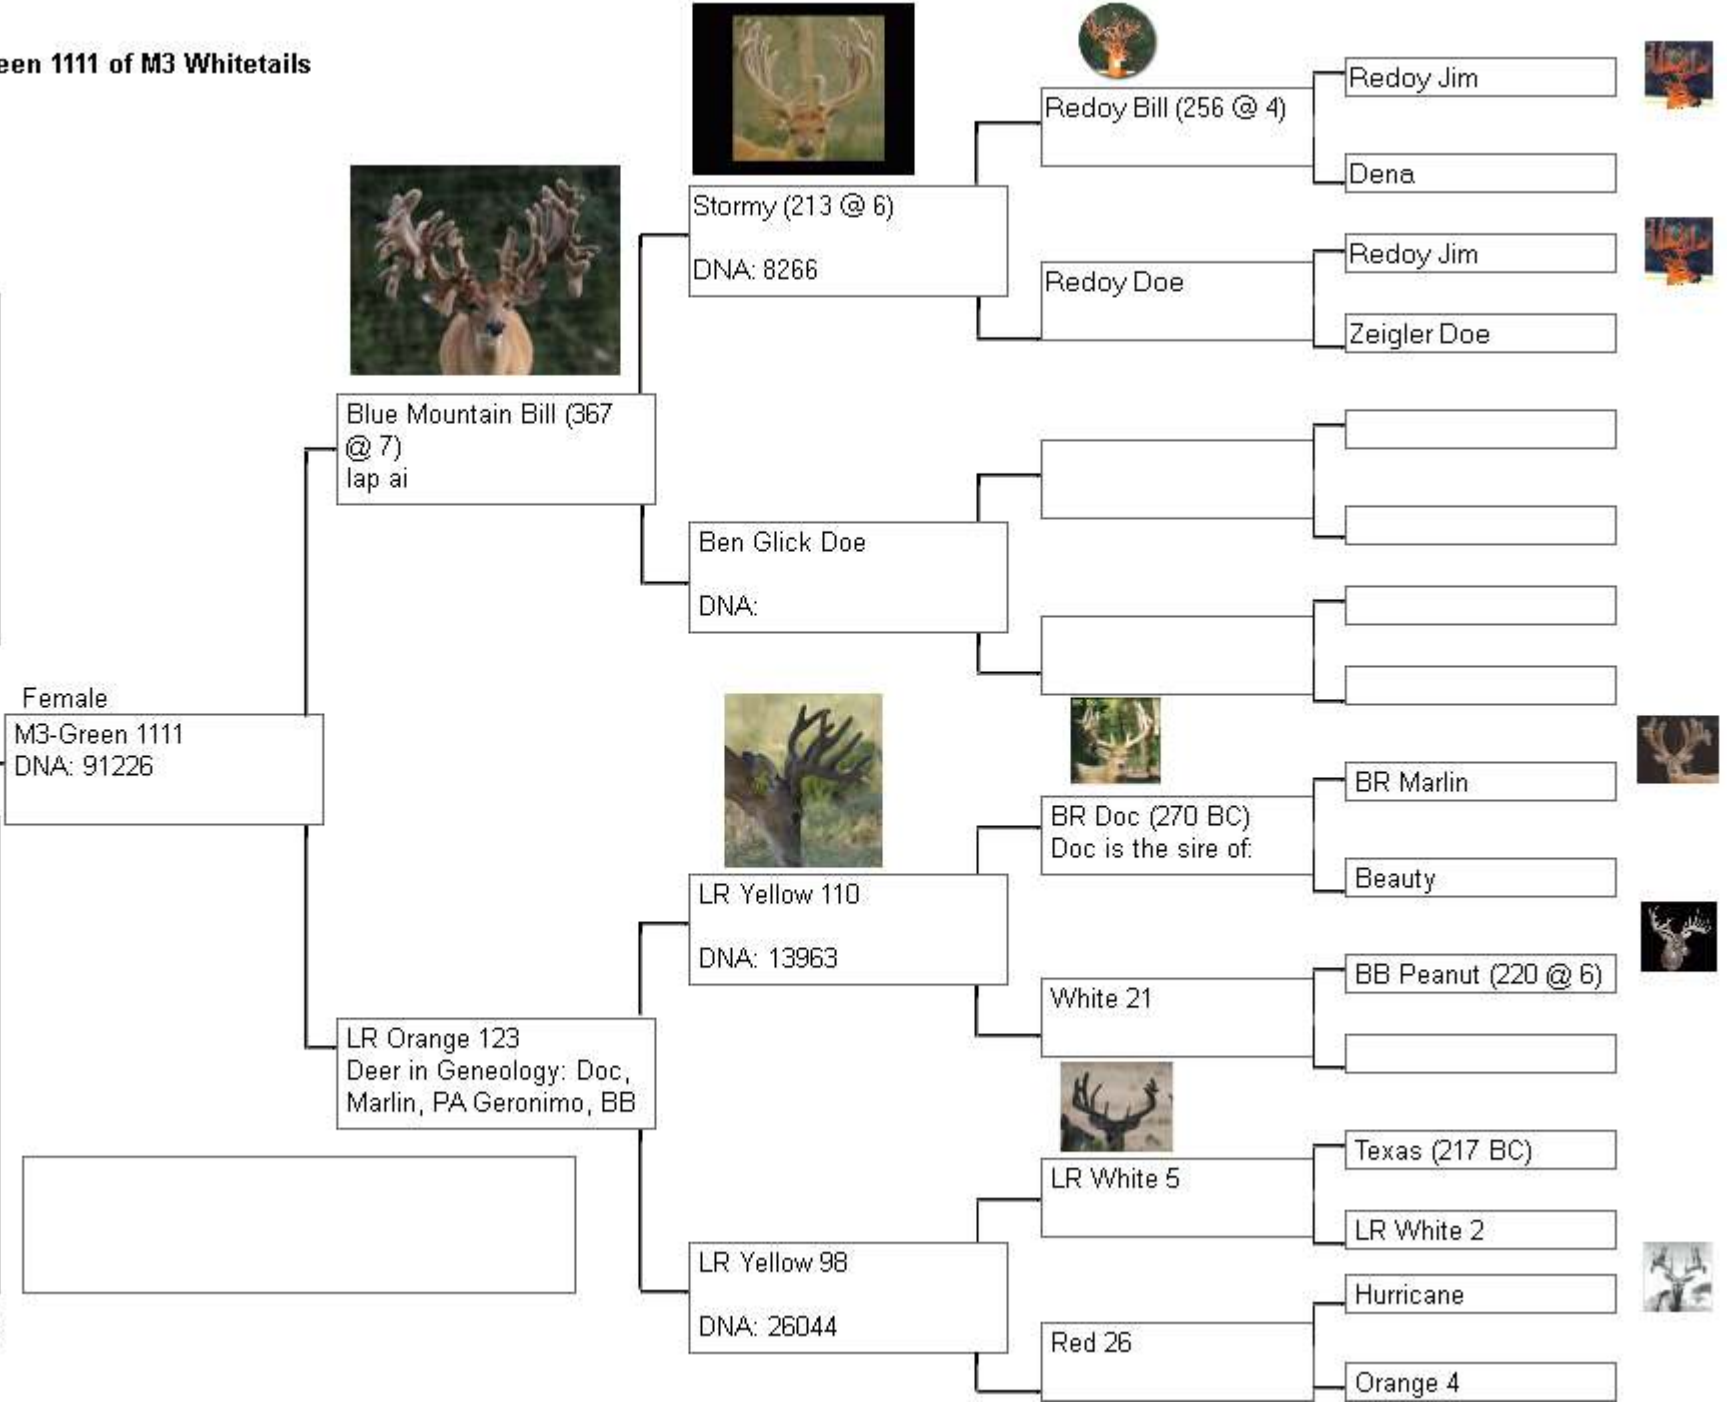 een 1111 of M3 Whitetails
Female
M3-Green 1111
DNA: 91226
Blue Mountain Bill (367
@ 7)
lap ai
LR Orange 123
Deer in Geneology: Doc,
Marlin, PA Geronimo, BB
Stormy (213 @ 6)
DNA: 8266
Ben Glick Doe
DNA:
LR Yellow 110
DNA: 13963
LR Yellow 98
DNA: 26044
Redoy Bill (256 @ 4)
Redoy Doe
BR Doc (270 BC)
Doc is the sire of:
White 21
LR White 5
Red 26
Redoy Jim
Dena
Redoy Jim
Zeigler Doe
BR Marlin
Beauty
BB Peanut (220 @ 6)
Texas (217 BC)
LR White 2
Hurricane
Orange 4